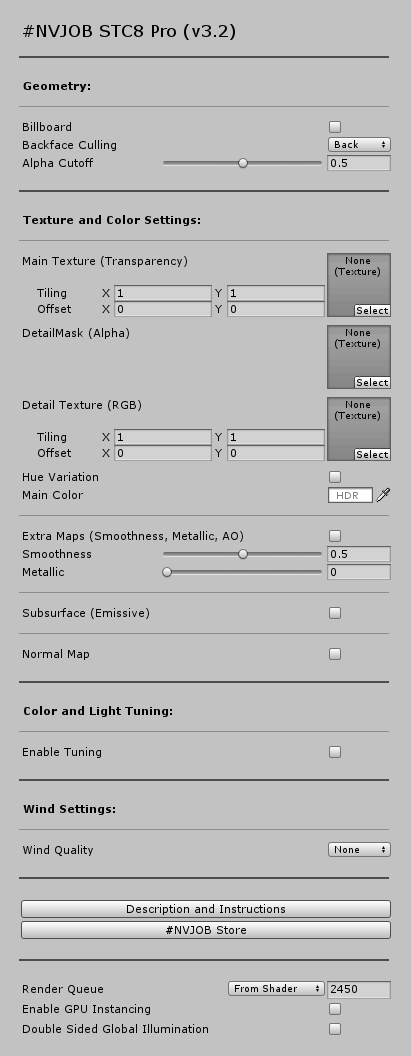 #NVJOB STC8 Pro (v3.2)
Geometry:
Billboard
Backface Culling Back
Alpha Cutoff 0.5
Texture and Color Settings:
Main Texture (Transparency) None
(Texture)
Tiling X 1 Y 1
Offset X 0 Y 0 Select
DetailMask (Alpha) None
(Texture)
Select
Detail Texture (RGB) None
(Texture)
Tiling X 1 Y 1
Offset X 0 Y 0 Select
Hue Variation
Main Color HDR
Extra Maps (Smoothness, Metallic, AO)
Smoothness 0.5
Metallic 0
Subsurface (Emissive)
Normal Map
Color and Light Tuning:
Enable Tuning
Wind Settings:
Wind Quality None
Description and Instructions
#NVJOB Store
Render Queue From Shader 2450
Enable GPU Instancing
Double Sided Global Illumination